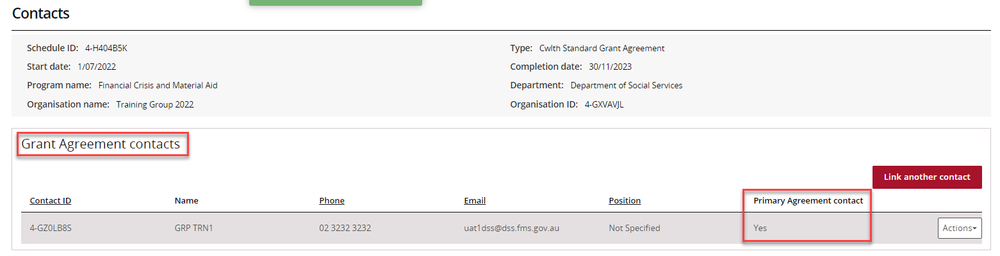 Contacts
Schedule ID: 4-H404B5K Type: Cwlth Standard Grant Agreement
Start date: 1/07/2022 Completion date: 30/11/2023
Program name: Financial Crisis and Material Aid Department: Department of Social Services
Organisation name: Training Group 2022 Organisation ID: 4-GXVAVJL
Grant Agreement contacts
Link another contact
Contact ID Name Phone Email Position Primary Agreement contact
4-GZ0LB8S GRP TRN1 02 3232 3232 uat1dss@dss.fms.gov.au Not Specified Yes Actions